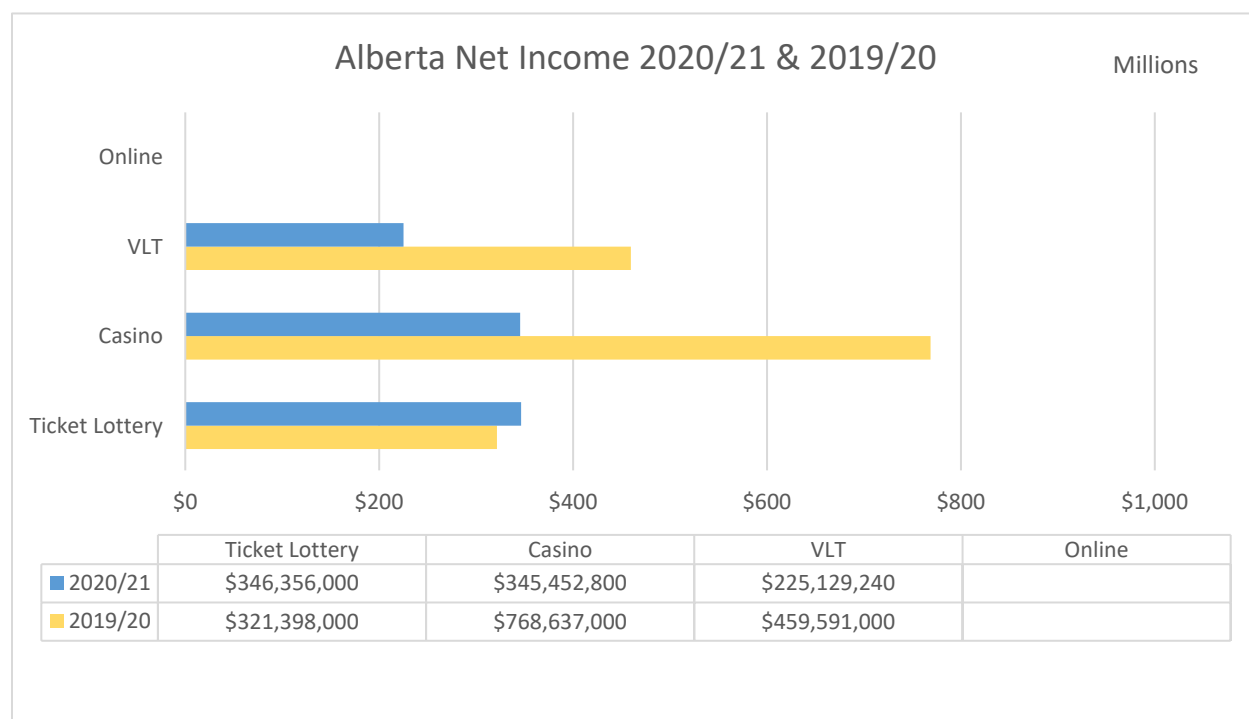 Alberta Net Income 2020/21 & 2019/20
Millions
Online
VLT
Casino
Ticket Lottery
$0 $200 $400 $600 $800 $1,000
Ticket Lottery Casino VLT Online
2020/21 $346,356,000 $345,452,800 $225,129,240
2019/20 $321,398,000 $768,637,000 $459,591,000